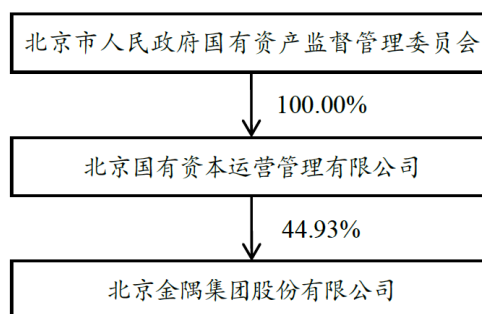 北京市人民政府国有资产监督管理委员会
100.00%
北京国有资本运营管理有限公司
44.93%
北京金隅集团股份有限公司